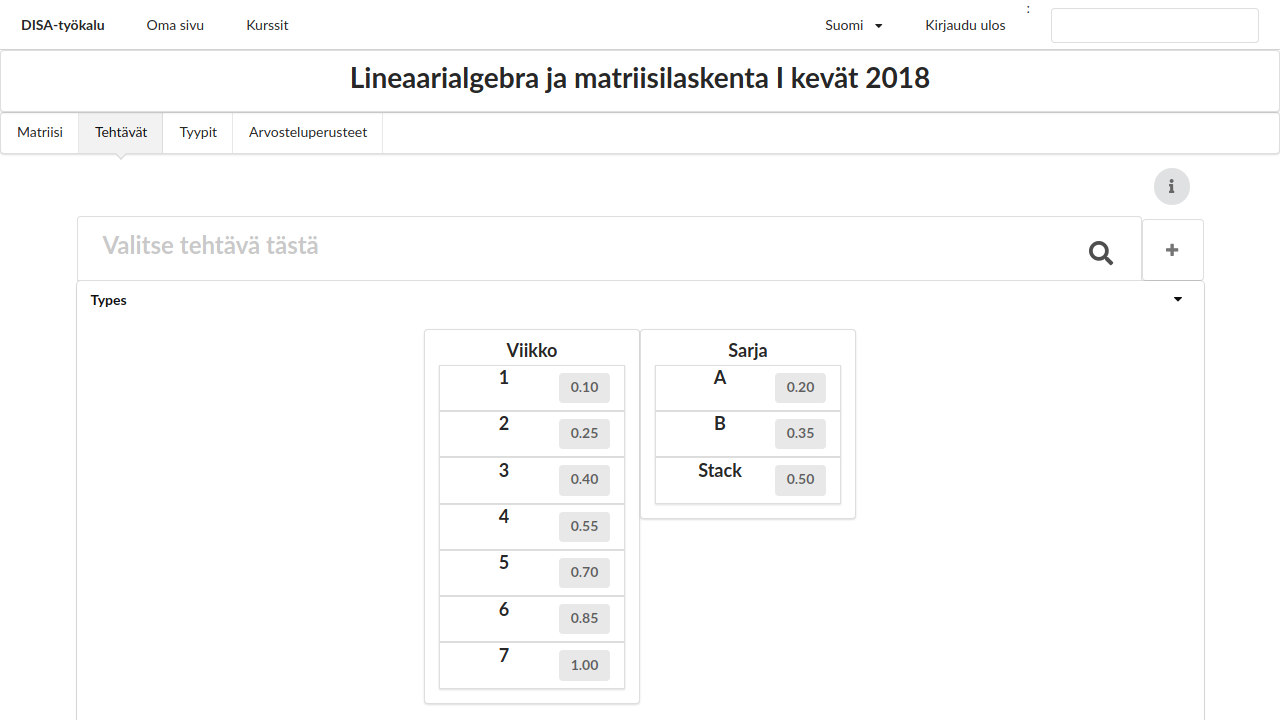 DISA-työkalu Oma sivu Kurssit Suomi Kirjaudu ulos :
Lineaarialgebra ja matriisilaskenta I kevät 2018
Matriisi Tehtävät Tyypit Arvosteluperusteet
Valitse tehtävä tästä
Types
Viikko
1 0.10
2 0.25
3 0.40
4 0.55
5 0.70
6 0.85
7 1.00
Sarja
A 0.20
B 0.35
Stack 0.50